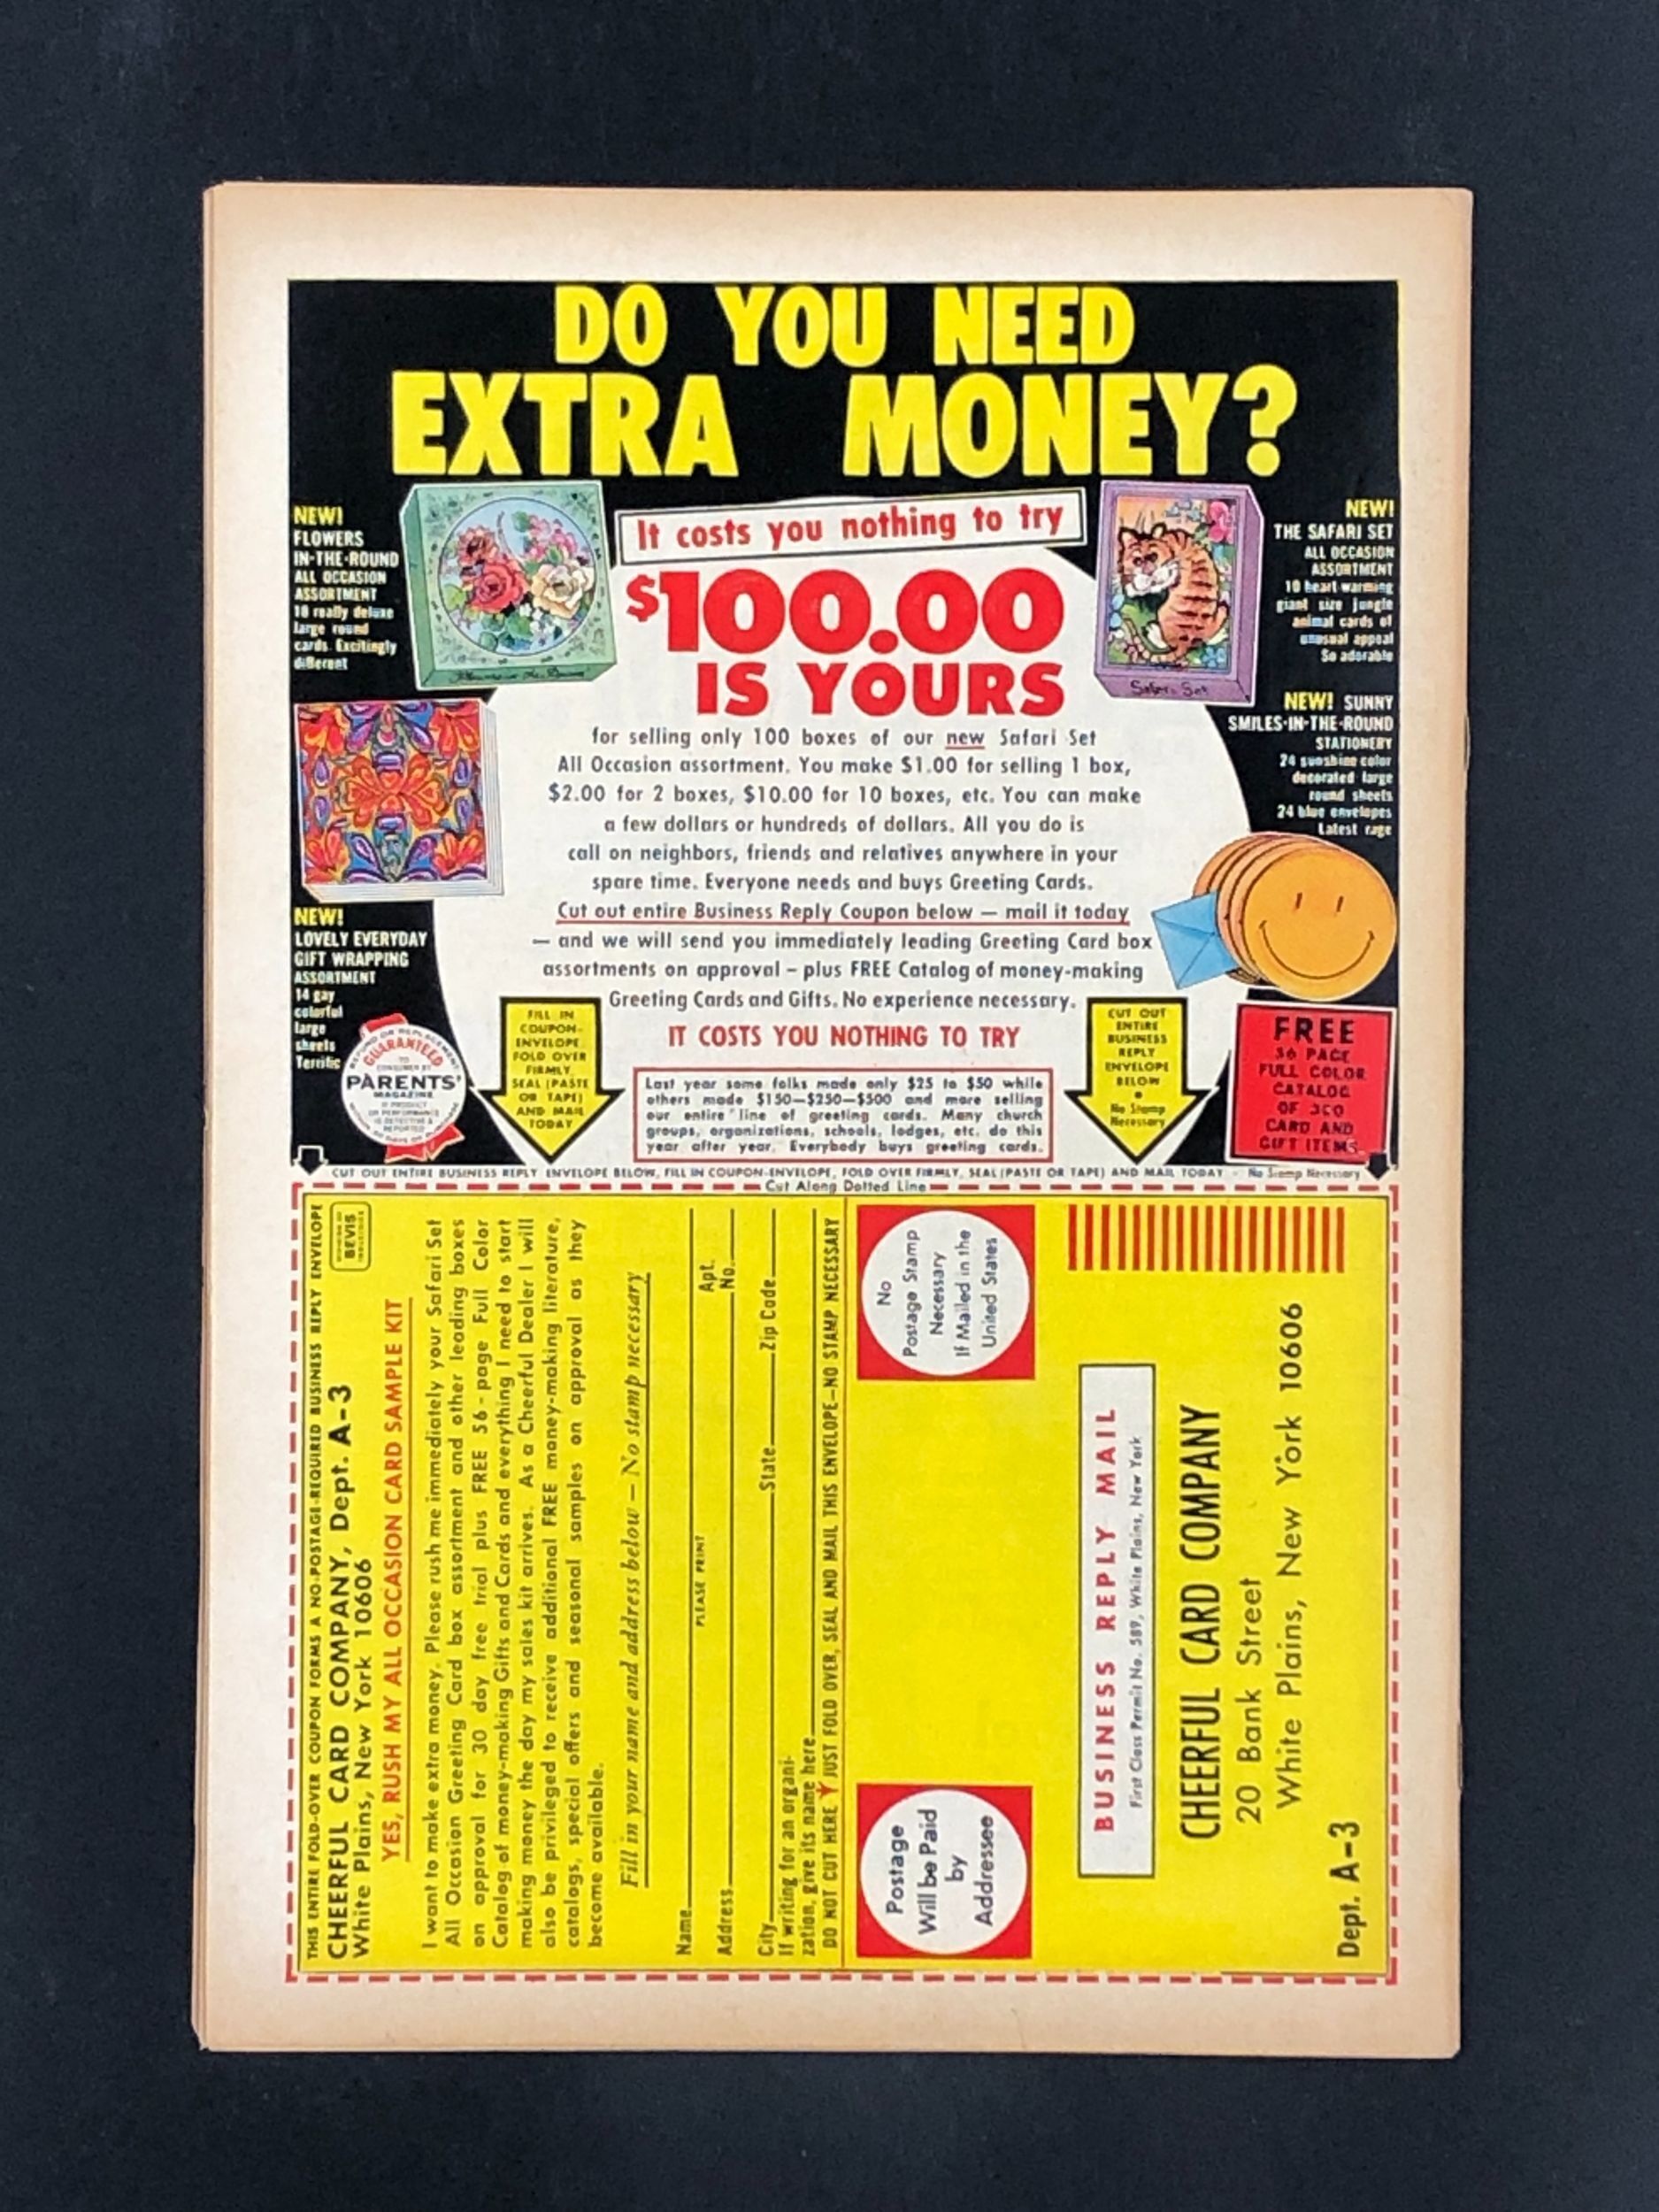 DO YOU NEED
EXTRA MONEY?
NEW!
FLOWERS
IN-THE-ROUND
ALL OCCASION
ASSORTMENT
18 really deluxe
large round
cards. Excitingly
different
It costs you nothing to try
$100.00
IS YOURS
Safari Set
NEW!
THE SAFARI SET
ALL OCCASION
ASSORTMENT
18 heart-warming
giant size jungle
animal cards of
unusual appeal
So adorable
for selling only 100 boxes of our new Safari Set
All Occasion assortment. You make $1.00 for selling 1 box,
$2.00 for 2 boxes, $10.00 for 10 boxes, etc. You can make
a few dollars or hundreds of dollars. All you do is
call on neighbors, friends and relatives anywhere in your
spare time. Everyone needs and buys Greeting Cards.
Cut out entire Business Reply Coupon below — mail it today
— and we will send you immediately leading Greeting Card box
assortments on approval – plus FREE Catalog of money-making
Greeting Cards and Gifts. No experience necessary.
IT COSTS YOU NOTHING TO TRY
NEW! SUNNY
SMILES-IN-THE-ROUND
STATIONERY
24 sunshine color
decorated large
round sheets
24 blue envelopes
Latest rage
NEW!
LOVELY EVERYDAY
GIFT WRAPPING
ASSORTMENT
14 gay
colorful
large
sheets
Terrific
GUARANTEED
PARENTS'
MAGAZINE
FILL IN
COUPON-
ENVELOPE
FOLD OVER
FIRMLY,
SEAL (PASTE
OR TAPE)
AND MAIL
TODAY
Last year some folks made only $25 to $50 while
others made $150—$250—$500 and more selling
our entire line of greeting cards. Many church
groups, organizations, schools, lodges, etc. do this
year after year. Everybody buys greeting cards.
CUT OUT
ENTIRE
BUSINESS
REPLY
ENVELOPE
BELOW
•
No Stamp
Necessary
FREE
PAGE
FULL COLOR
CATALOG
OF
CARD AND
GIFT ITEMS
CUT OUT ENTIRE BUSINESS REPLY ENVELOPE BELOW, FILL IN COUPON-ENVELOPE, FOLD OVER FIRMLY, SEAL (PASTE OR TAPE) AND MAIL TODAY - No Stamp Necessary
Cut Along Dotted Line
THIS ENTIRE FOLD-OVER COUPON FORMS A NO-POSTAGE-REQUIRED BUSINESS REPLY ENVELOPE
CHEERFUL CARD COMPANY, Dept. A-3
White Plains, New York 10606
BEVIS
YES, RUSH MY ALL OCCASION CARD SAMPLE KIT
I want to make extra money. Please rush me immediately your Safari Set
All Occasion Greeting Card box assortment and other leading boxes
on approval for 30 day free trial plus FREE 56-page Full Color
Catalog of money-making Gifts and Cards and everything I need to start
making money the day my sales kit arrives. As a Cheerful Dealer I will
also be privileged to receive additional FREE money-making literature,
catalogs, special offers and seasonal samples on approval as they
become available.
Fill in your name and address below — No stamp necessary
Name
PLEASE PRINT
Address Apt. No.
City State Zip Code
If writing for an organi-
zation, give its name here
DO NOT CUT HERE JUST FOLD OVER, SEAL AND MAIL THIS ENVELOPE—NO STAMP NECESSARY
Postage
Will be Paid
by
Addressee
No
Postage Stamp
Necessary
If Mailed in the
United States
BUSINESS REPLY MAIL
First Class Permit No. 589, White Plains, New York
CHEERFUL CARD COMPANY
20 Bank Street
White Plains, New York 10606
Dept. A-3